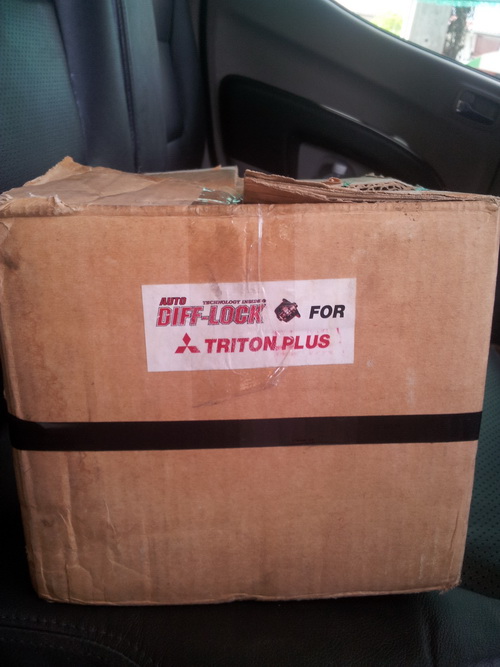 AUTO TECHNOLOGY INSIDE
DIFF-LOCK FOR
TRITON PLUS